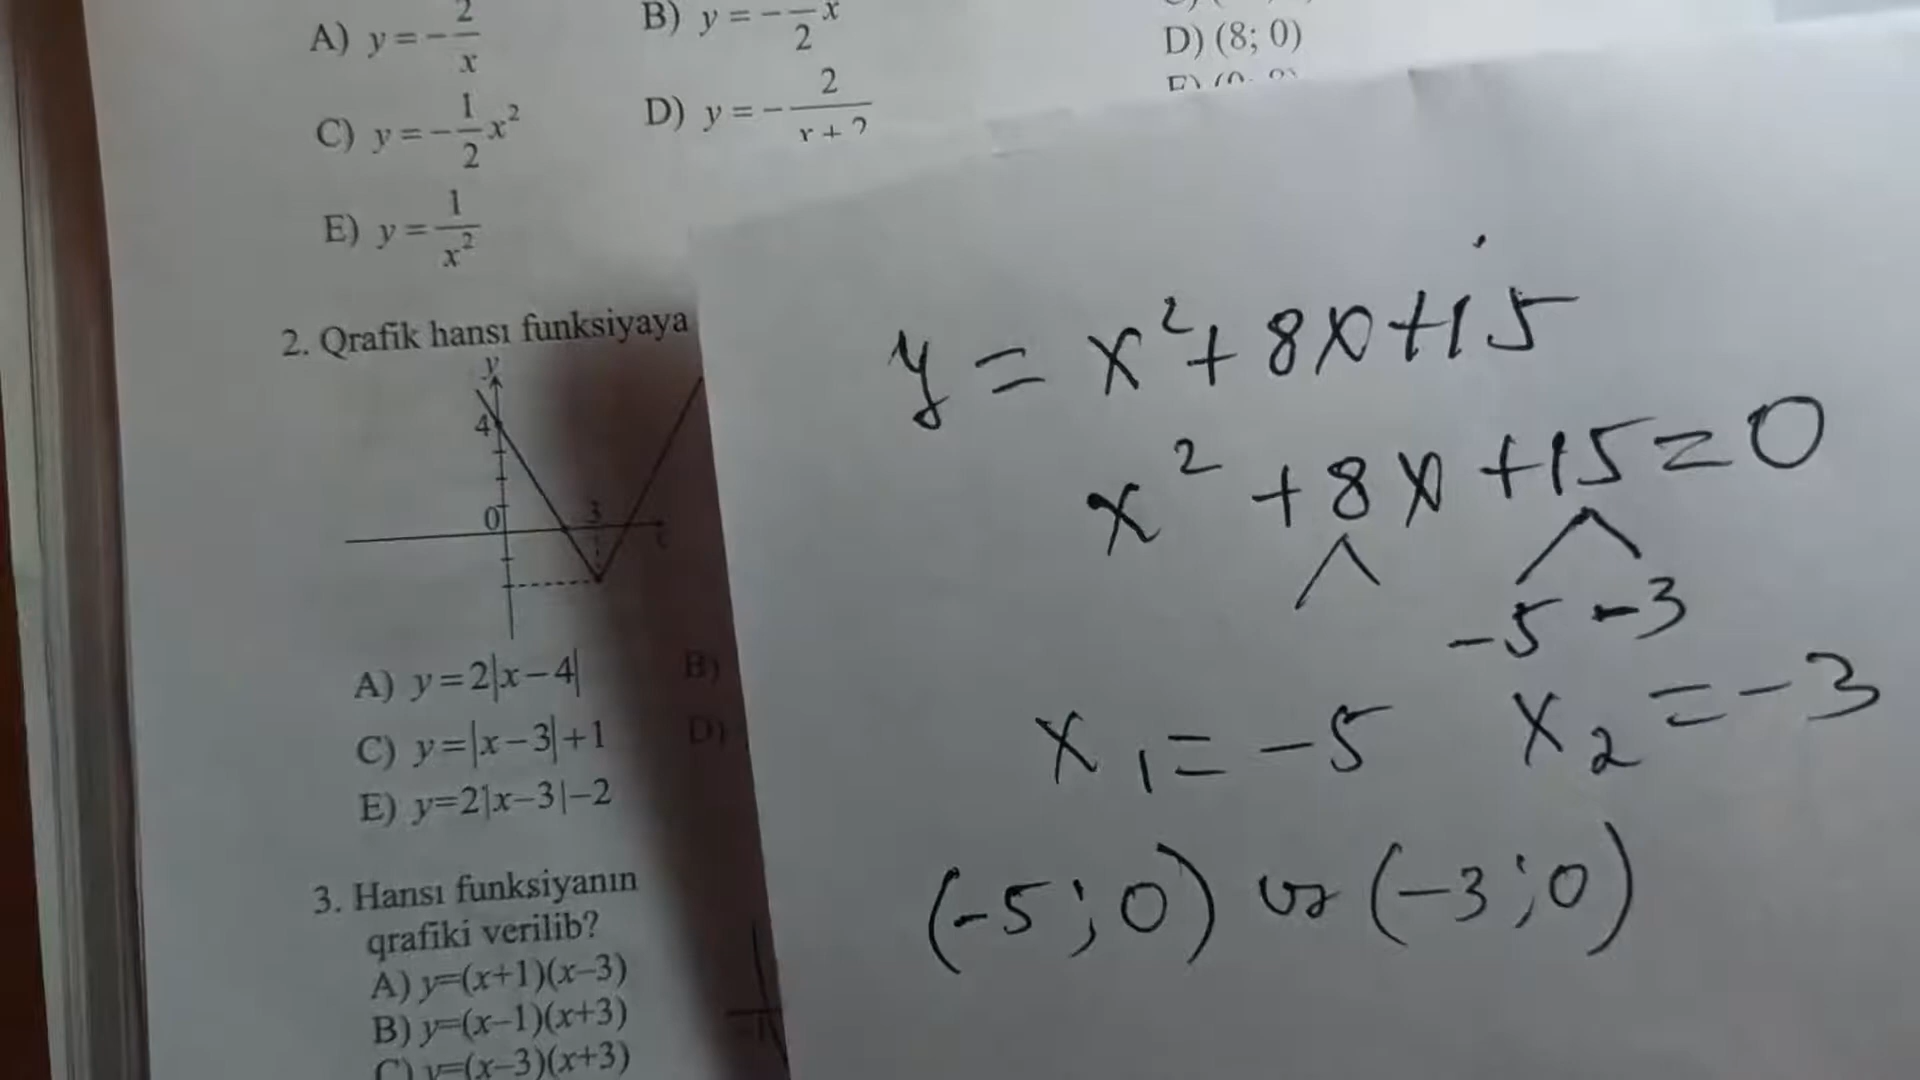 A) y = -2/x
B) y = -—/2 x
D) (8; 0)
C) y = -1/2 x²
D) y = -2/(x + 2
E) y = 1/x²
2. Qrafik hansı funksiyaya
y
4
0
3
A) y = 2|x – 4|
B)
C) y = |x – 3| + 1
D)
E) y=2|x–3|–2
3. Hansı funksiyanın
qrafiki verilib?
A) y=(x+1)(x–3)
B) y=(x–1)(x+3)
C) y=(x–3)(x+3)
y = x² + 8x + 15
x² + 8x + 15 = 0
-5 -3
x₁ = -5 x₂ = -3
(-5; 0) və (-3; 0)